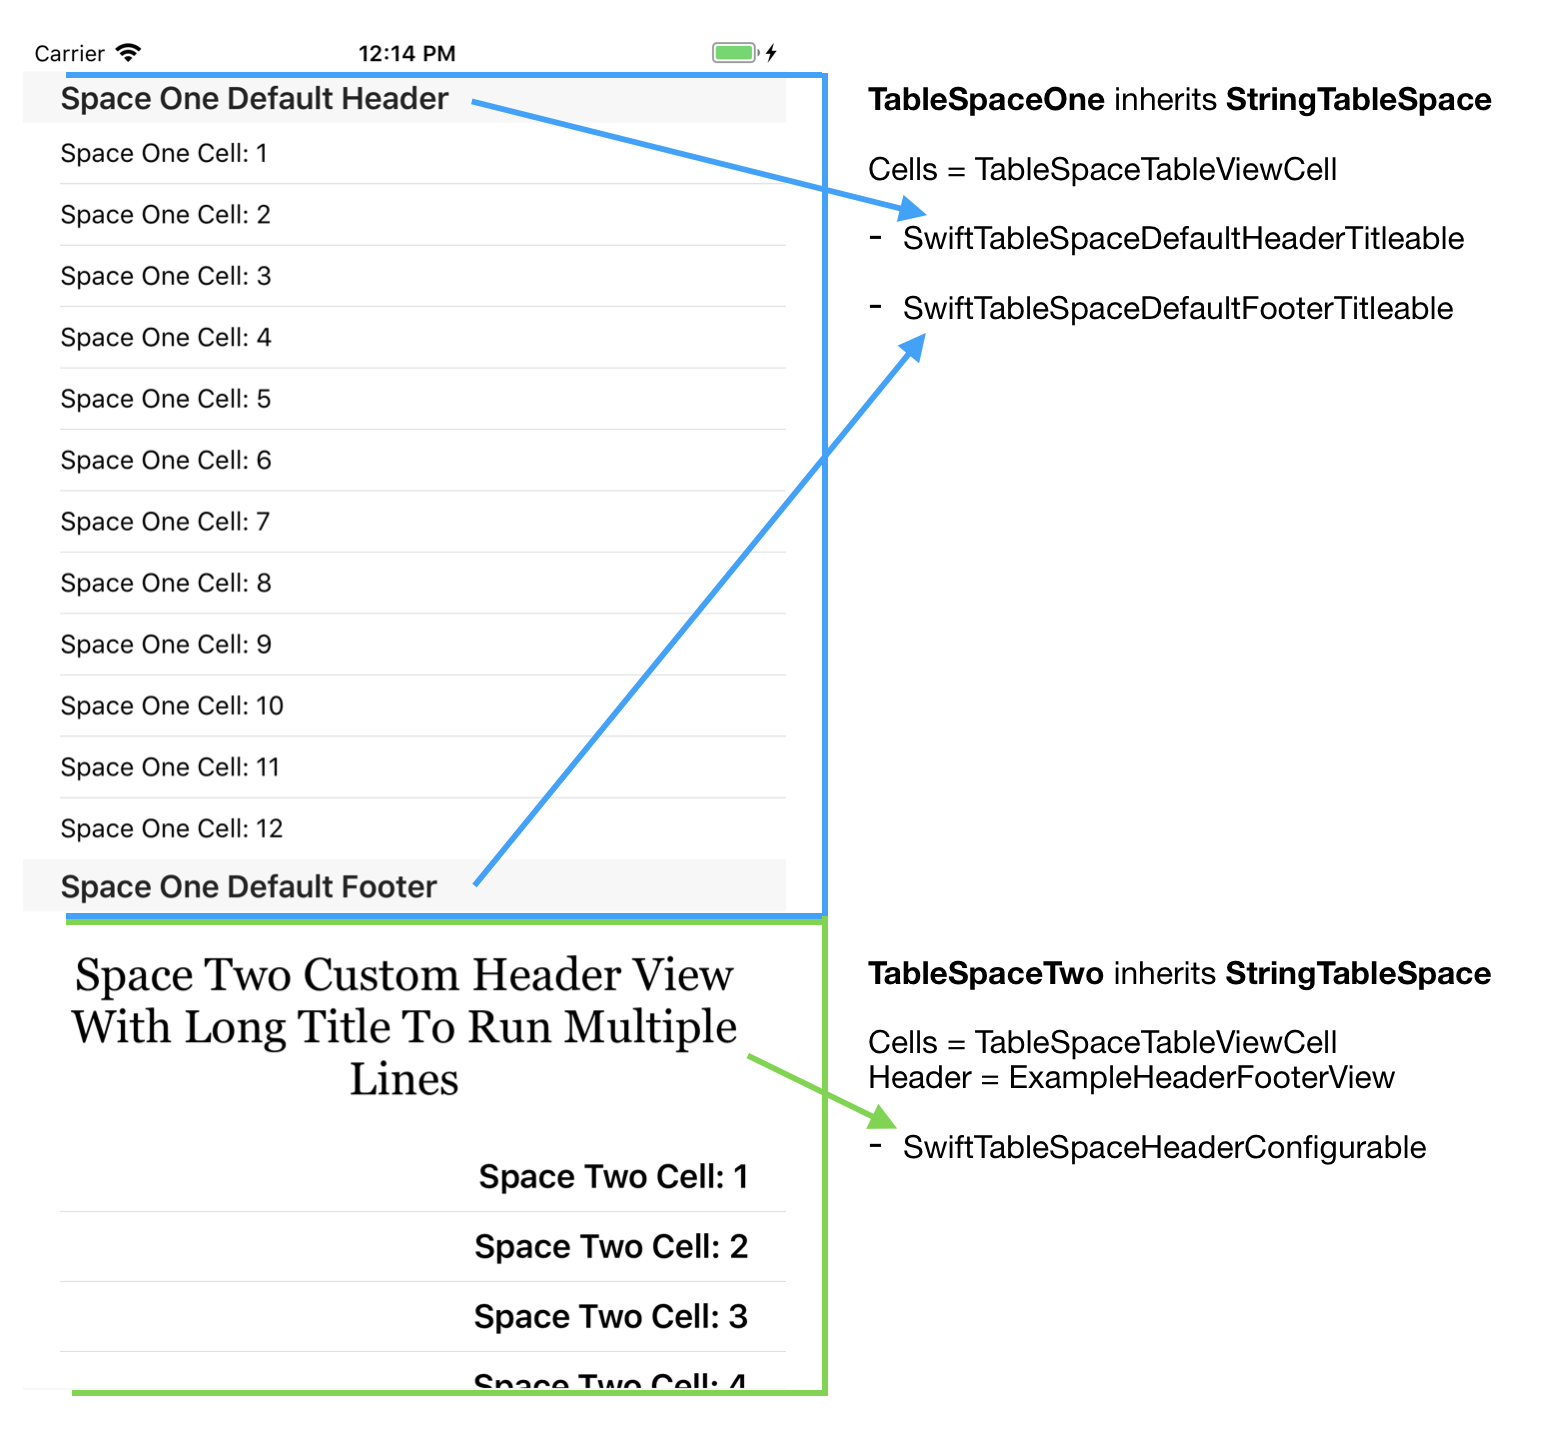 Carrier
12:14 PM
Space One Default Header
Space One Cell: 1
Space One Cell: 2
Space One Cell: 3
Space One Cell: 4
Space One Cell: 5
Space One Cell: 6
Space One Cell: 7
Space One Cell: 8
Space One Cell: 9
Space One Cell: 10
Space One Cell: 11
Space One Cell: 12
Space One Default Footer
Space Two Custom Header View
With Long Title To Run Multiple
Lines
Space Two Cell: 1
Space Two Cell: 2
Space Two Cell: 3
Space Two Cell: 4
TableSpaceOne inherits StringTableSpace
Cells = TableSpaceTableViewCell
- SwiftTableSpaceDefaultHeaderTitleable
- SwiftTableSpaceDefaultFooterTitleable
TableSpaceTwo inherits StringTableSpace
Cells = TableSpaceTableViewCell
Header = ExampleHeaderFooterView
- SwiftTableSpaceHeaderConfigurable